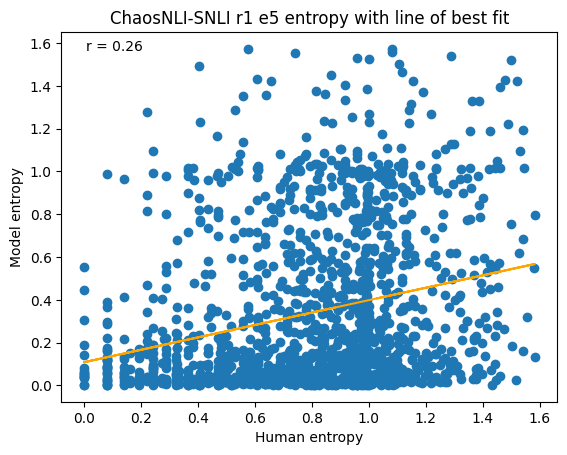 ChaosNLI-SNLI r1 e5 entropy with line of best fit
r = 0.26
Model entropy
1.6
1.4
1.2
1.0
0.8
0.6
0.4
0.2
0.0
0.0 0.2 0.4 0.6 0.8 1.0 1.2 1.4 1.6
Human entropy